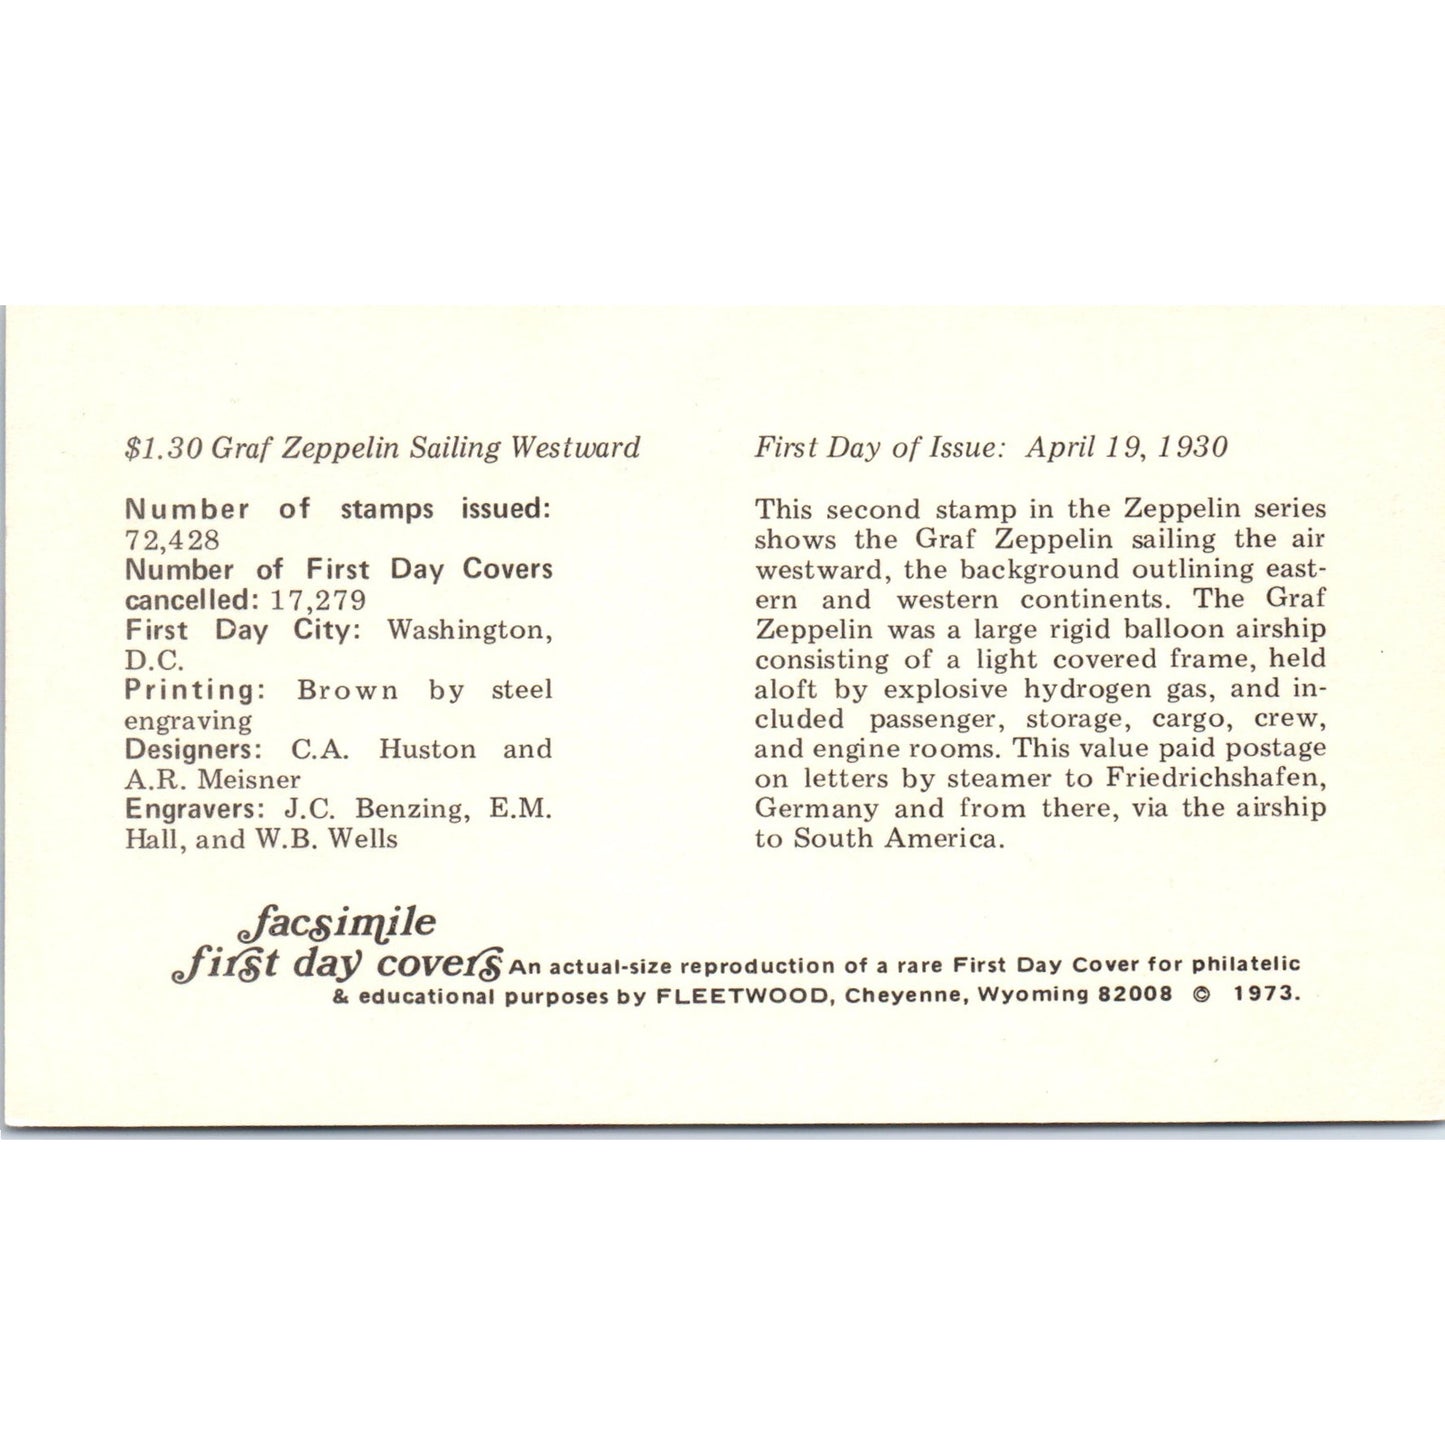 $1.30 Graf Zeppelin Sailing Westward
Number of stamps issued:
72,428
Number of First Day Covers
cancelled: 17,279
First Day City: Washington,
D.C.
Printing: Brown by steel
engraving
Designers: C.A. Huston and
A.R. Meisner
Engravers: J.C. Benzing, E.M.
Hall, and W.B. Wells
First Day of Issue: April 19, 1930
This second stamp in the Zeppelin series
shows the Graf Zeppelin sailing the air
westward, the background outlining east-
ern and western continents. The Graf
Zeppelin was a large rigid balloon airship
consisting of a light covered frame, held
aloft by explosive hydrogen gas, and in-
cluded passenger, storage, cargo, crew,
and engine rooms. This value paid postage
on letters by steamer to Friedrichshafen,
Germany and from there, via the airship
to South America.
facsimile
first day covers An actual-size reproduction of a rare First Day Cover for philatelic
& educational purposes by FLEETWOOD, Cheyenne, Wyoming 82008 © 1973.